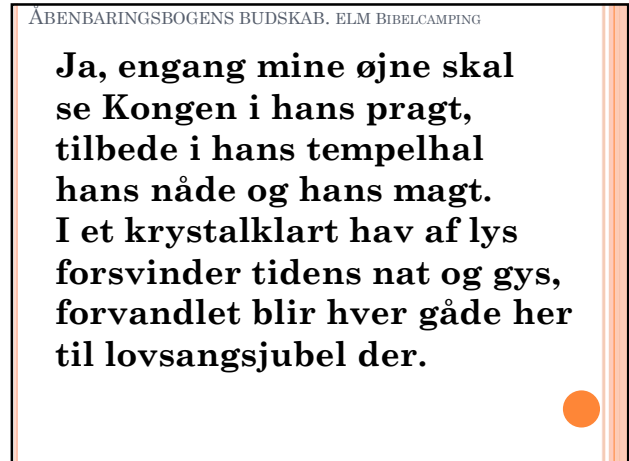 ÅBENBARINGSBOGENS BUDSKAB. ELM BIBELCAMPING
Ja, engang mine øjne skal
se Kongen i hans pragt,
tilbede i hans tempelhal
hans nåde og hans magt.
I et krystalklart hav af lys
forsvinder tidens nat og gys,
forvandlet blir hver gåde her
til lovsangsjubel der.